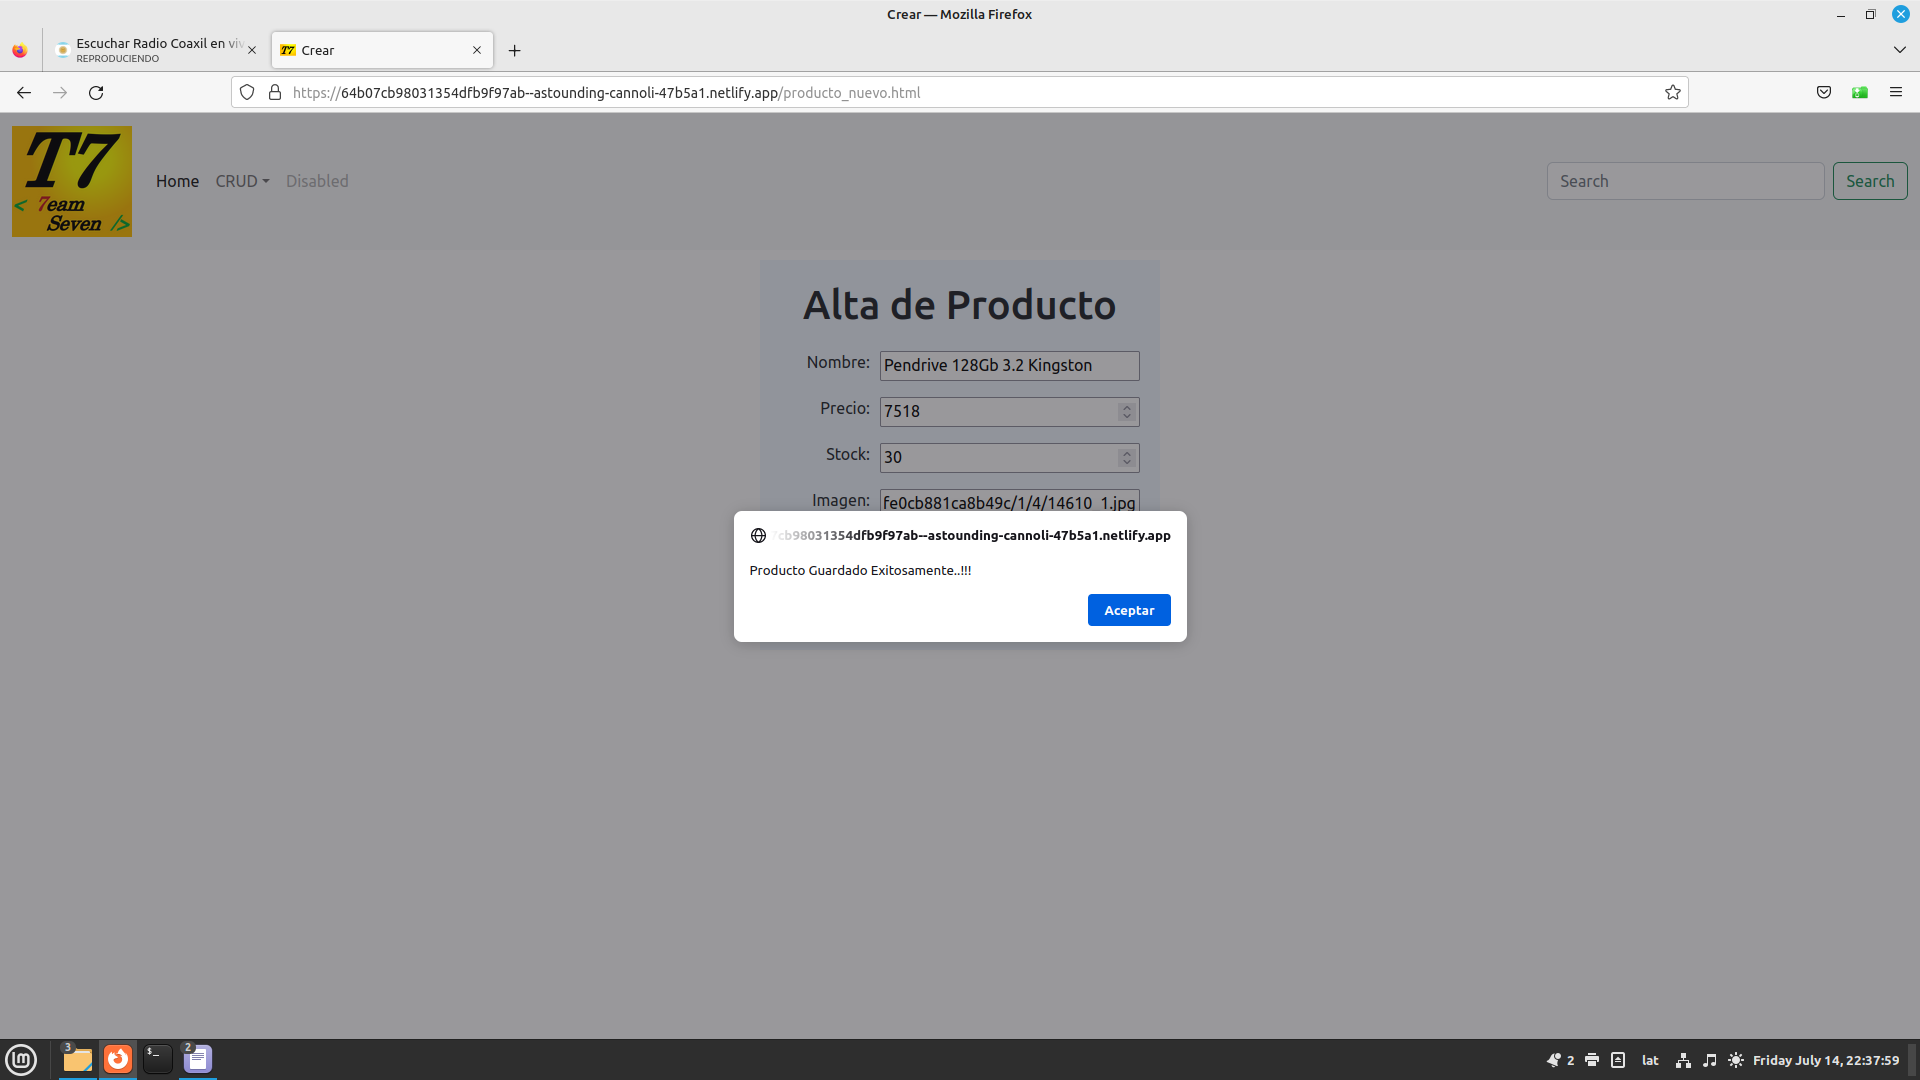 Crear — Mozilla Firefox
Escuchar Radio Coaxil en viv
REPRODUCIENDO
T7 Crear
https://64b07cb98031354dfb9f97ab--astounding-cannoli-47b5a1.netlify.app/producto_nuevo.html
T7
< 7eam
Seven />
Home CRUD Disabled Search Search
Alta de Producto
Nombre: Pendrive 128Gb 3.2 Kingston
Precio: 7518
Stock: 30
Imagen: fe0cb881ca8b49c/1/4/14610_1.jpg
7cb98031354dfb9f97ab--astounding-cannoli-47b5a1.netlify.app
Producto Guardado Exitosamente..!!!
Aceptar
3 $_ 2 2 lat Friday July 14, 22:37:59